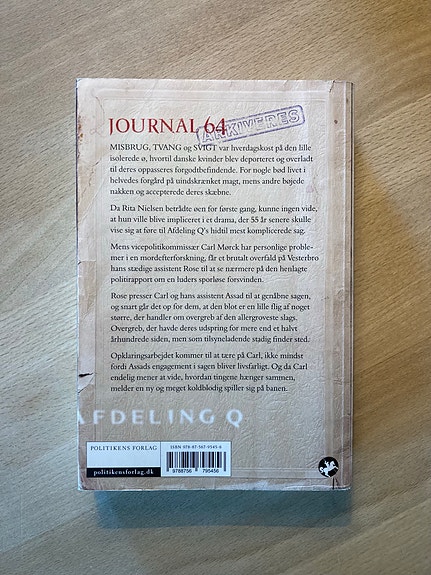 JOURNAL 64
ARKIVERES
MISBRUG, TVANG og SVIGT var hverdagskost på den lille
isolerede ø, hvortil danske kvinder blev deporteret og overladt
til deres oppasseres forgodtbefindende. For nogle bød livet i
helvedes forgård på uindskrænket magt, mens andre bøjede
nakken og accepterede deres skæbne.
Da Rita Nielsen betrådte øen for første gang, kunne ingen vide,
at hun ville blive impliceret i et drama, der 55 år senere skulle
vise sig at føre til Afdeling Q's hidtil mest komplicerede sag.
Mens vicepolitikommissær Carl Mørck har personlige proble-
mer i en mordefterforskning, får et brutalt overfald på Vesterbro
hans stædige assistent Rose til at se nærmere på den henlagte
politirapport om en luders sporløse forsvinden.
Rose presser Carl og hans assistent Assad til at genåbne sagen,
og snart går det op for dem, at den blot er en lille flig af noget
større, der handler om overgreb af den allergroveste slags.
Overgreb, der havde deres udspring for mere end et halvt
århundrede siden, men som tilsyneladende stadig finder sted.
Opklaringsarbejdet kommer til at tære på Carl, ikke mindst
fordi Assads engagement i sagen bliver livsfarligt. Og da Carl
endelig mener at vide, hvordan tingene hænger sammen,
melder en ny og meget koldblodig spiller sig på banen.
AFDELING Q
POLITIKENS FORLAG
politikensforlag.dk
ISBN 978-87-567-9545-6
9788756 795456